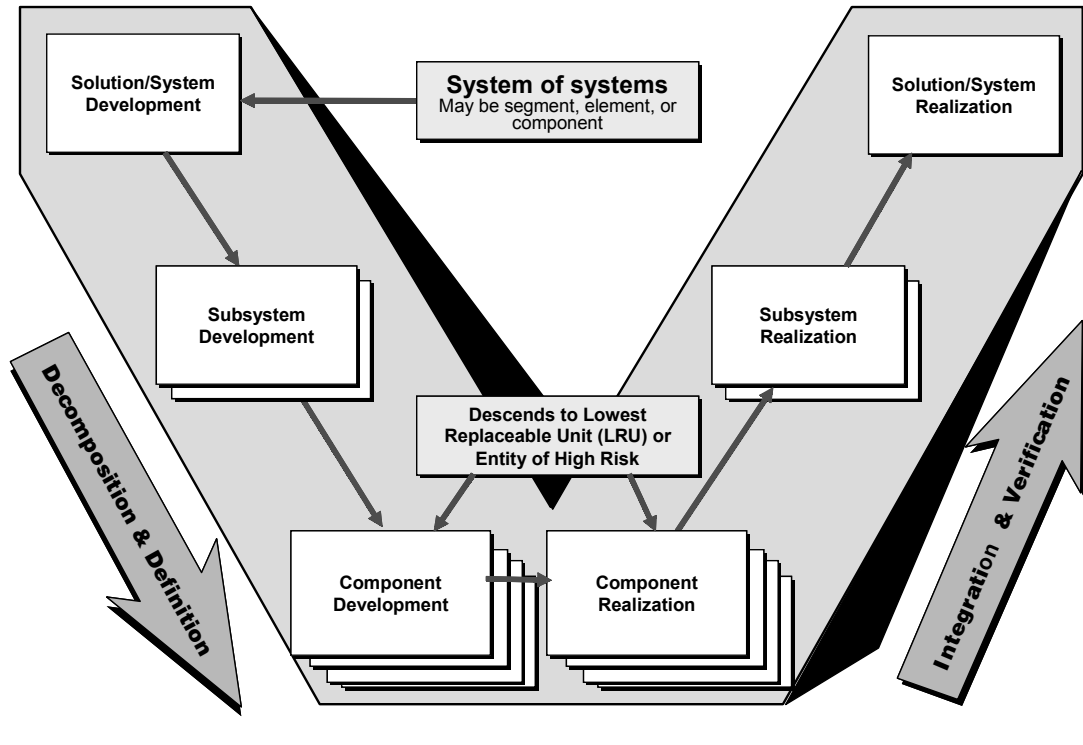 Solution/System
Development
System of systems
May be segment, element, or
component
Solution/System
Realization
Subsystem
Development
Subsystem
Realization
Decomposition & Definition
Descends to Lowest
Replaceable Unit (LRU) or
Entity of High Risk
Integration & Verification
Component
Development
Component
Realization